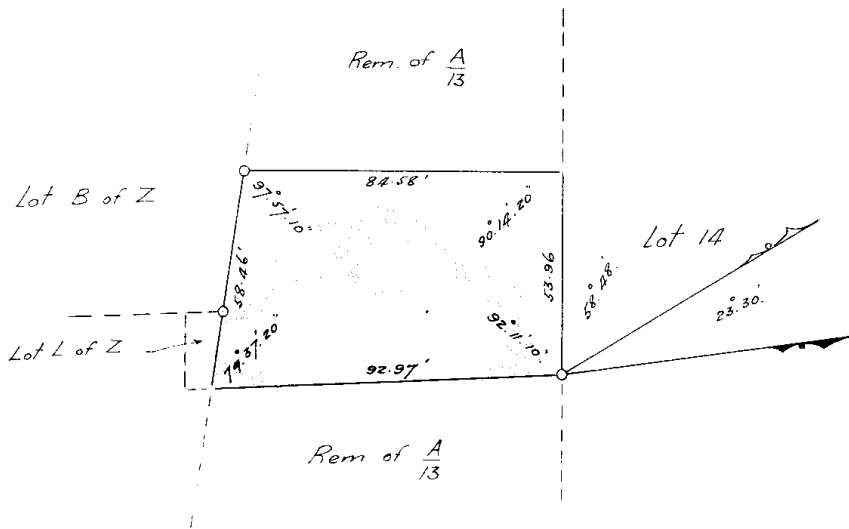 Rem. of A/13
Lot B of Z
84.58'
97°.57'.10"
90°.14'.20"
Lot 14
58.46'
53.96
58°.48'.
23°.30'.
Lot L of Z
79°.37'.20"
92°.11'.10"
92.97'
Rem of A/13